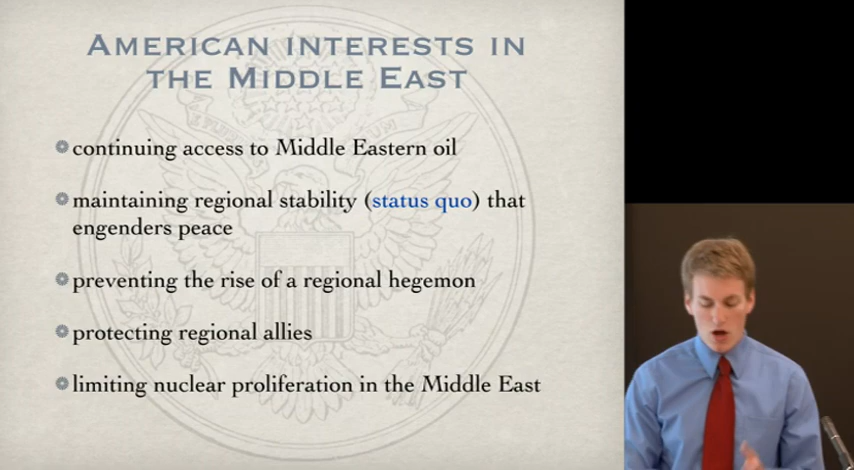 AMERICAN INTERESTS IN
THE MIDDLE EAST
continuing access to Middle Eastern oil
maintaining regional stability (status quo) that
engenders peace
preventing the rise of a regional hegemon
protecting regional allies
limiting nuclear proliferation in the Middle East